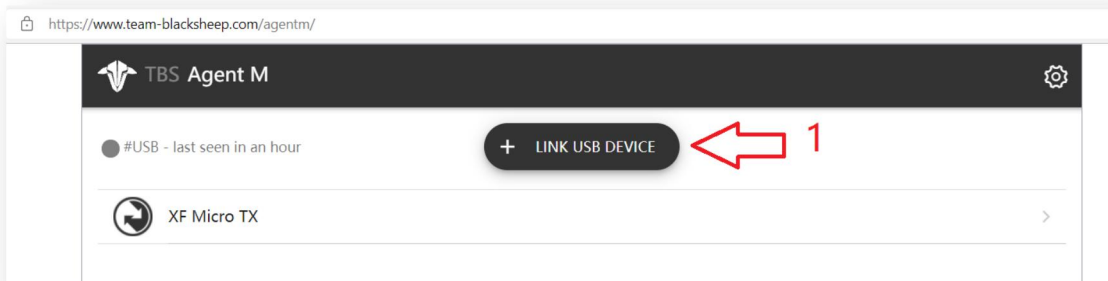 https://www.team-blacksheep.com/agentm/
TBS Agent M
#USB - last seen in an hour
+ LINK USB DEVICE
1
XF Micro TX